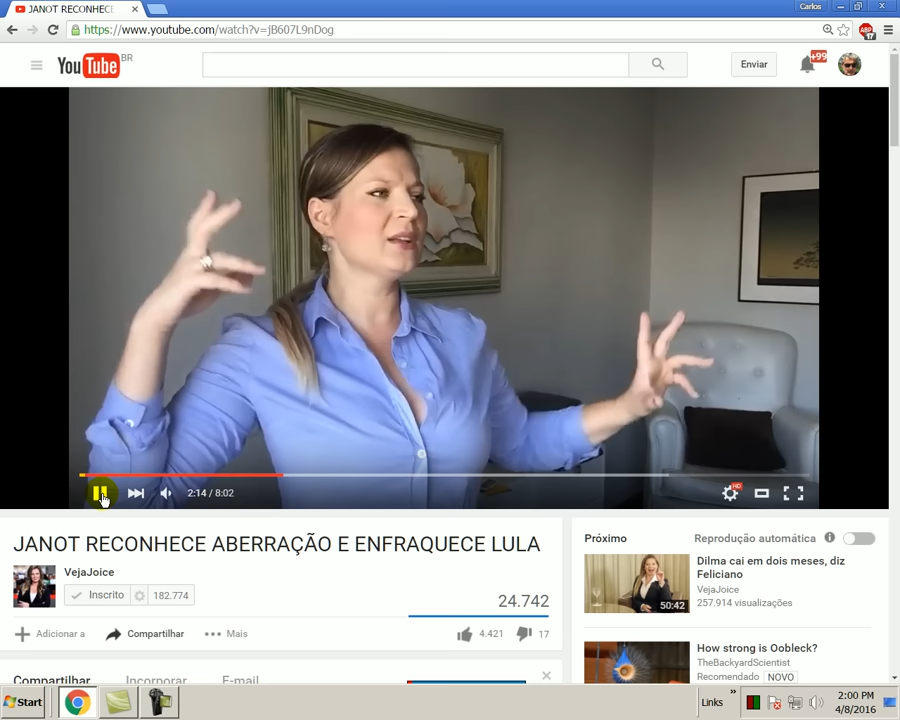 JANOT RECONHECE
Carlos
https://www.youtube.com/watch?v=jB607L9nDog
ABP
17
YouTube BR
Enviar
+99
HD
2:14 / 8:02
JANOT RECONHECE ABERRAÇÃO E ENFRAQUECE LULA
VejaJoice
Inscrito
182.774
24.742
Adicionar a
Compartilhar
Mais
4.421
17
Compartilhar
Incorporar
E-mail
Próximo
Reprodução automática
50:42
Dilma cai em dois meses, diz
Feliciano
VejaJoice
257.914 visualizações
How strong is Oobleck?
TheBackyardScientist
Recomendado NOVO
Start
Links
2:00 PM
4/8/2016